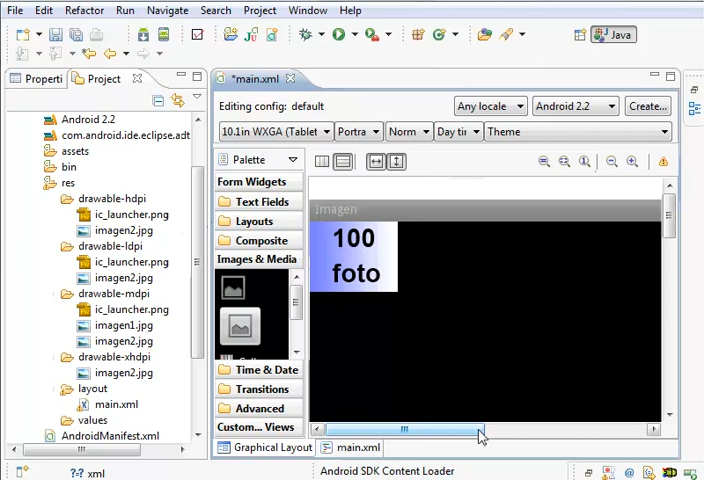 File Edit Refactor Run Navigate Search Project Window Help
Java
Properti Project
*main.xml
Editing config: default
Any locale Android 2.2 Create...
10.1in WXGA (Tablet Portra Norm Day tir Theme
Palette
Form Widgets
Text Fields
Layouts
Composite
Images & Media
Time & Date
Transitions
Advanced
Custom... Views
Android 2.2
com.android.ide.eclipse.adt
assets
bin
res
drawable-hdpi
ic_launcher.png
imagen2.jpg
drawable-ldpi
ic_launcher.png
imagen2.jpg
drawable-mdpi
ic_launcher.png
imagen1.jpg
imagen2.jpg
drawable-xhdpi
imagen2.jpg
layout
main.xml
values
AndroidManifest.xml
Imagen
100
foto
Graphical Layout main.xml
xml
Android SDK Content Loader